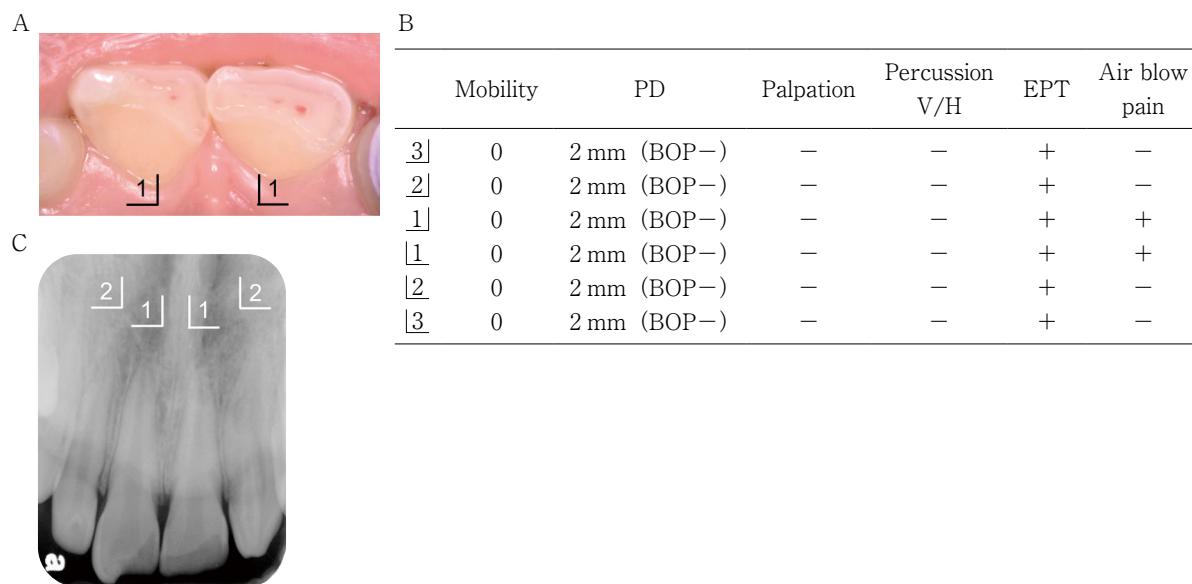 A
1 1
B
Mobility PD Palpation Percussion V/H EPT Air blow pain
3 0 2 mm (BOP−) − − + −
2 0 2 mm (BOP−) − − + −
1 0 2 mm (BOP−) − − + +
1 0 2 mm (BOP−) − − + +
2 0 2 mm (BOP−) − − + −
3 0 2 mm (BOP−) − − + −
C
2 1 1 2
a